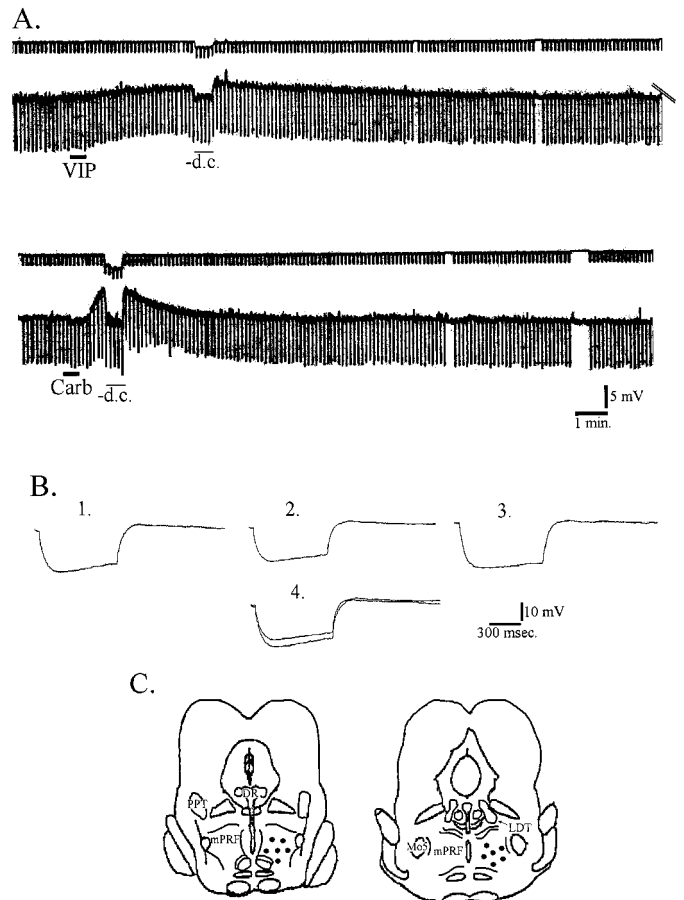 A.
VIP
-d.c.
Carb
-d.c.
5 mV
1 min.
B.
1.
2.
3.
4.
10 mV
300 msec.
C.
DR
PPT
mPRF
LDT
Mo5
mPRF